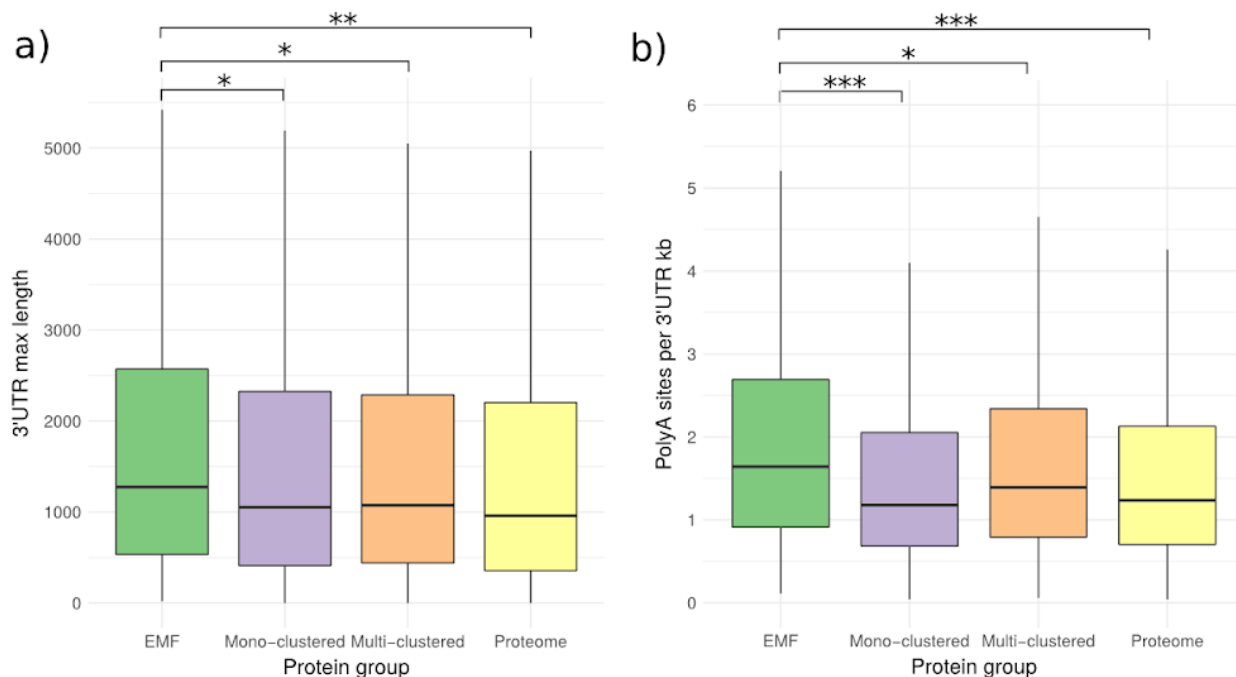 a)
**
*
*
5000
4000
3000
2000
1000
0
3'UTR max length
EMF Mono-clustered Multi-clustered Proteome
Protein group
b)
***
*
***
6
5
4
3
2
1
0
PolyA sites per 3'UTR kb
EMF Mono-clustered Multi-clustered Proteome
Protein group